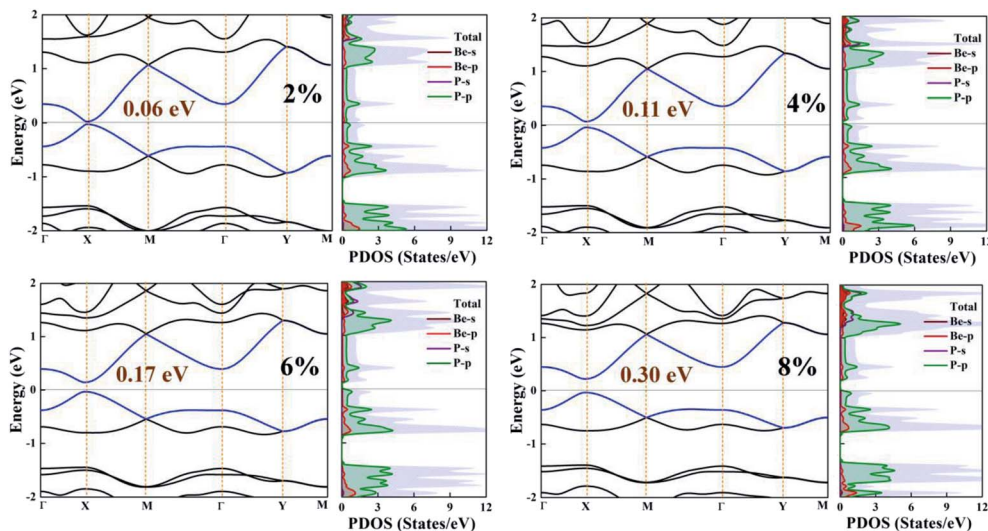 Energy (eV)
2
1
0
-1
-2
Γ X M Γ Y M
0.06 eV
2%
Total
Be-s
Be-p
P-s
P-p
0 3 6 9 12
PDOS (States/eV)
Energy (eV)
2
1
0
-1
-2
Γ X M Γ Y M
0.11 eV
4%
Total
Be-s
Be-p
P-s
P-p
0 3 6 9 12
PDOS (States/eV)
Energy (eV)
2
1
0
-1
-2
Γ X M Γ Y M
0.17 eV
6%
Total
Be-s
Be-p
P-s
P-p
0 3 6 9 12
PDOS (States/eV)
Energy (eV)
2
1
0
-1
-2
Γ X M Γ Y M
0.30 eV
8%
Total
Be-s
Be-p
P-s
P-p
0 3 6 9 12
PDOS (States/eV)